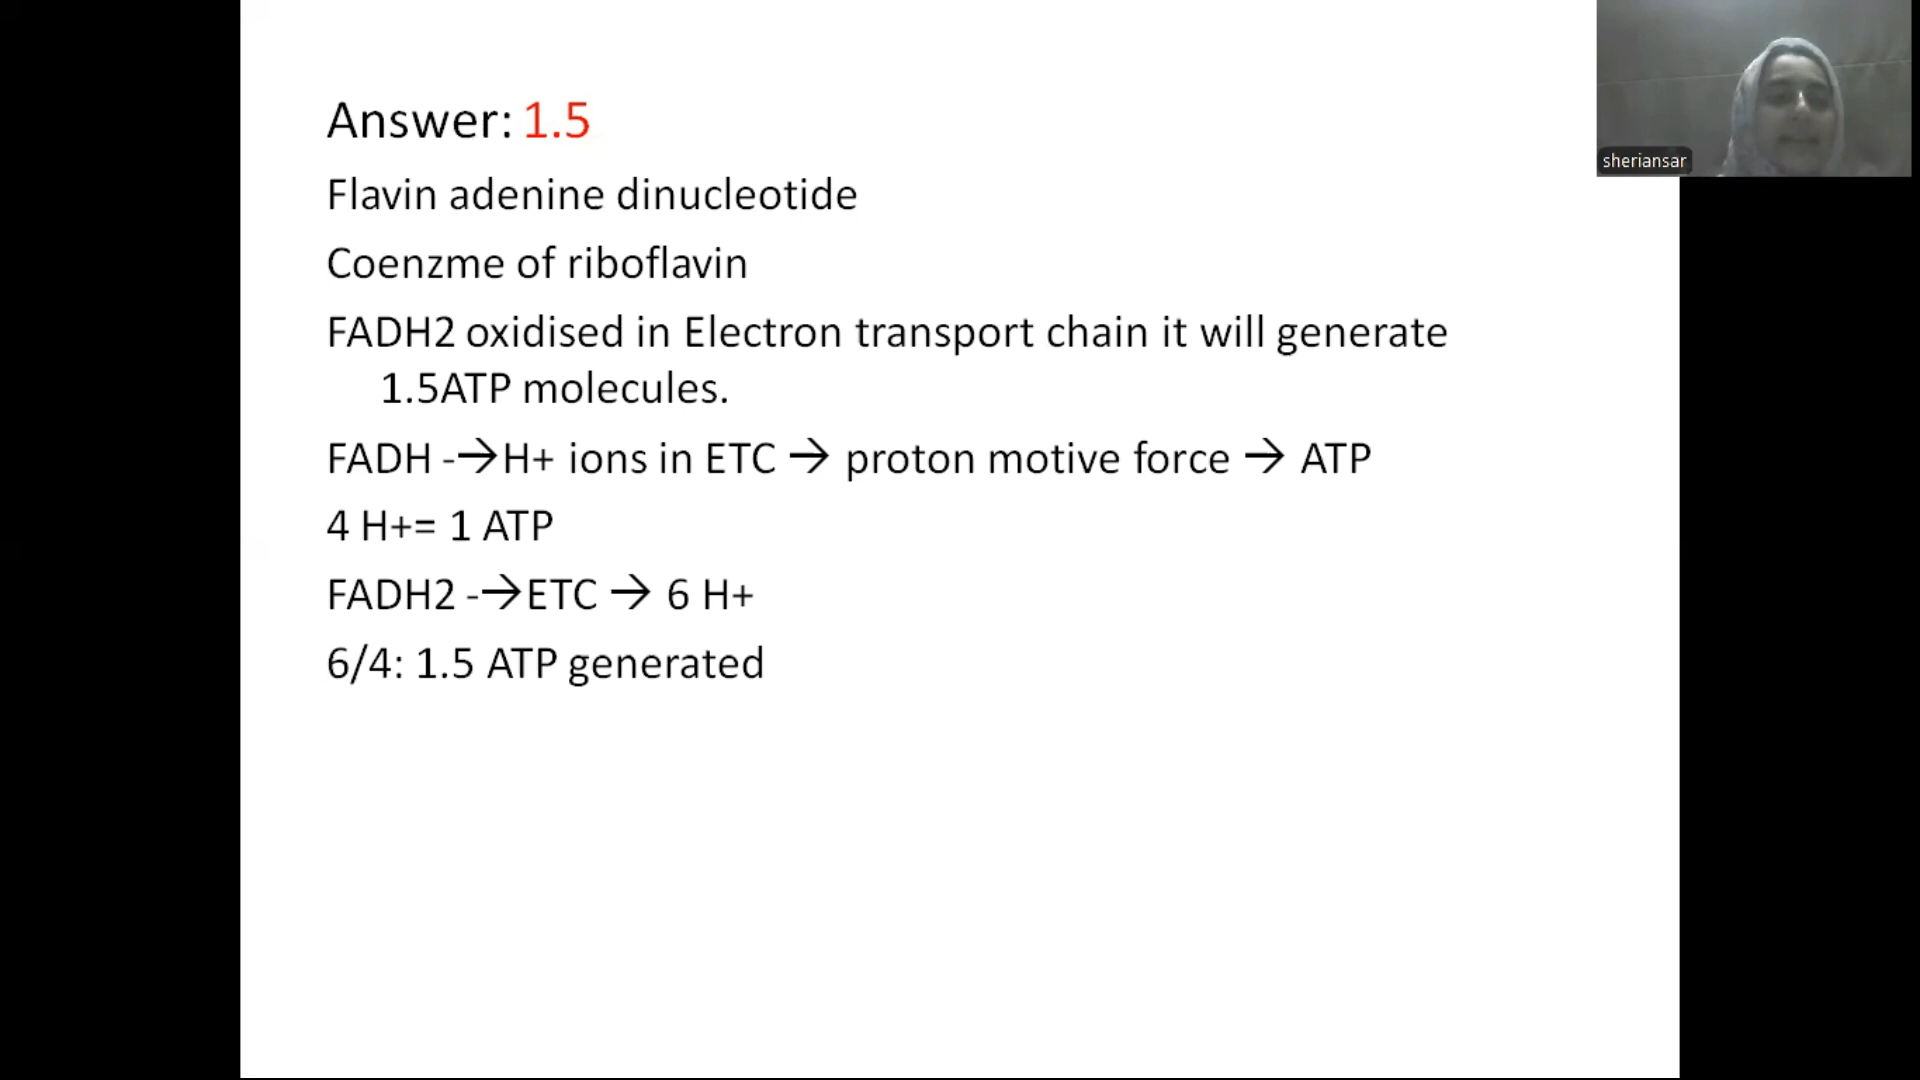 Answer: 1.5
Flavin adenine dinucleotide
Coenzme of riboflavin
FADH2 oxidised in Electron transport chain it will generate
1.5ATP molecules.
FADH -→H+ ions in ETC → proton motive force → ATP
4 H+= 1 ATP
FADH2 -→ETC → 6 H+
6/4: 1.5 ATP generated
sheriansar